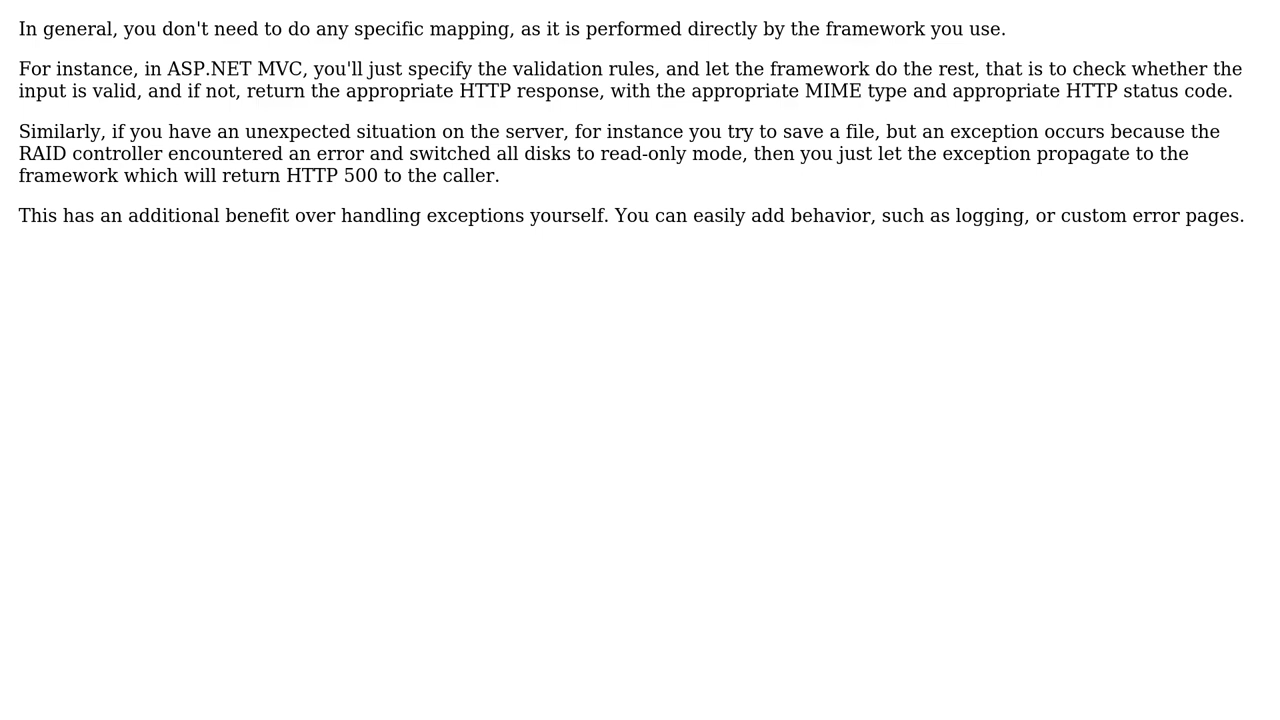 In general, you don't need to do any specific mapping, as it is performed directly by the framework you use.
For instance, in ASP.NET MVC, you'll just specify the validation rules, and let the framework do the rest, that is to check whether the
input is valid, and if not, return the appropriate HTTP response, with the appropriate MIME type and appropriate HTTP status code.
Similarly, if you have an unexpected situation on the server, for instance you try to save a file, but an exception occurs because the
RAID controller encountered an error and switched all disks to read-only mode, then you just let the exception propagate to the
framework which will return HTTP 500 to the caller.
This has an additional benefit over handling exceptions yourself. You can easily add behavior, such as logging, or custom error pages.